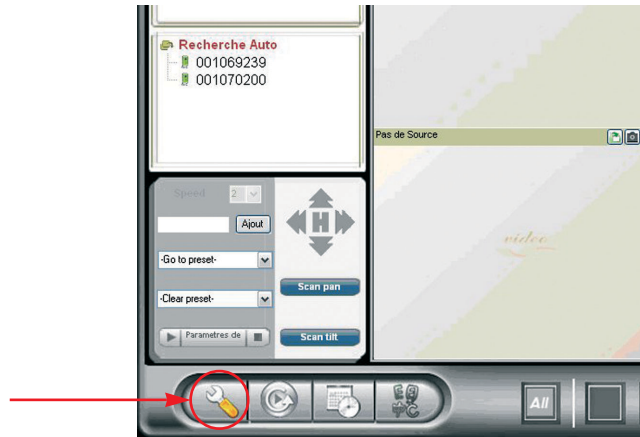 Recherche Auto
001069239
001070200
Pas de Source
Speed 2
Ajout
H
-Go to preset-
Scan pan
-Clear preset-
Parametres de
Scan tilt
video
All